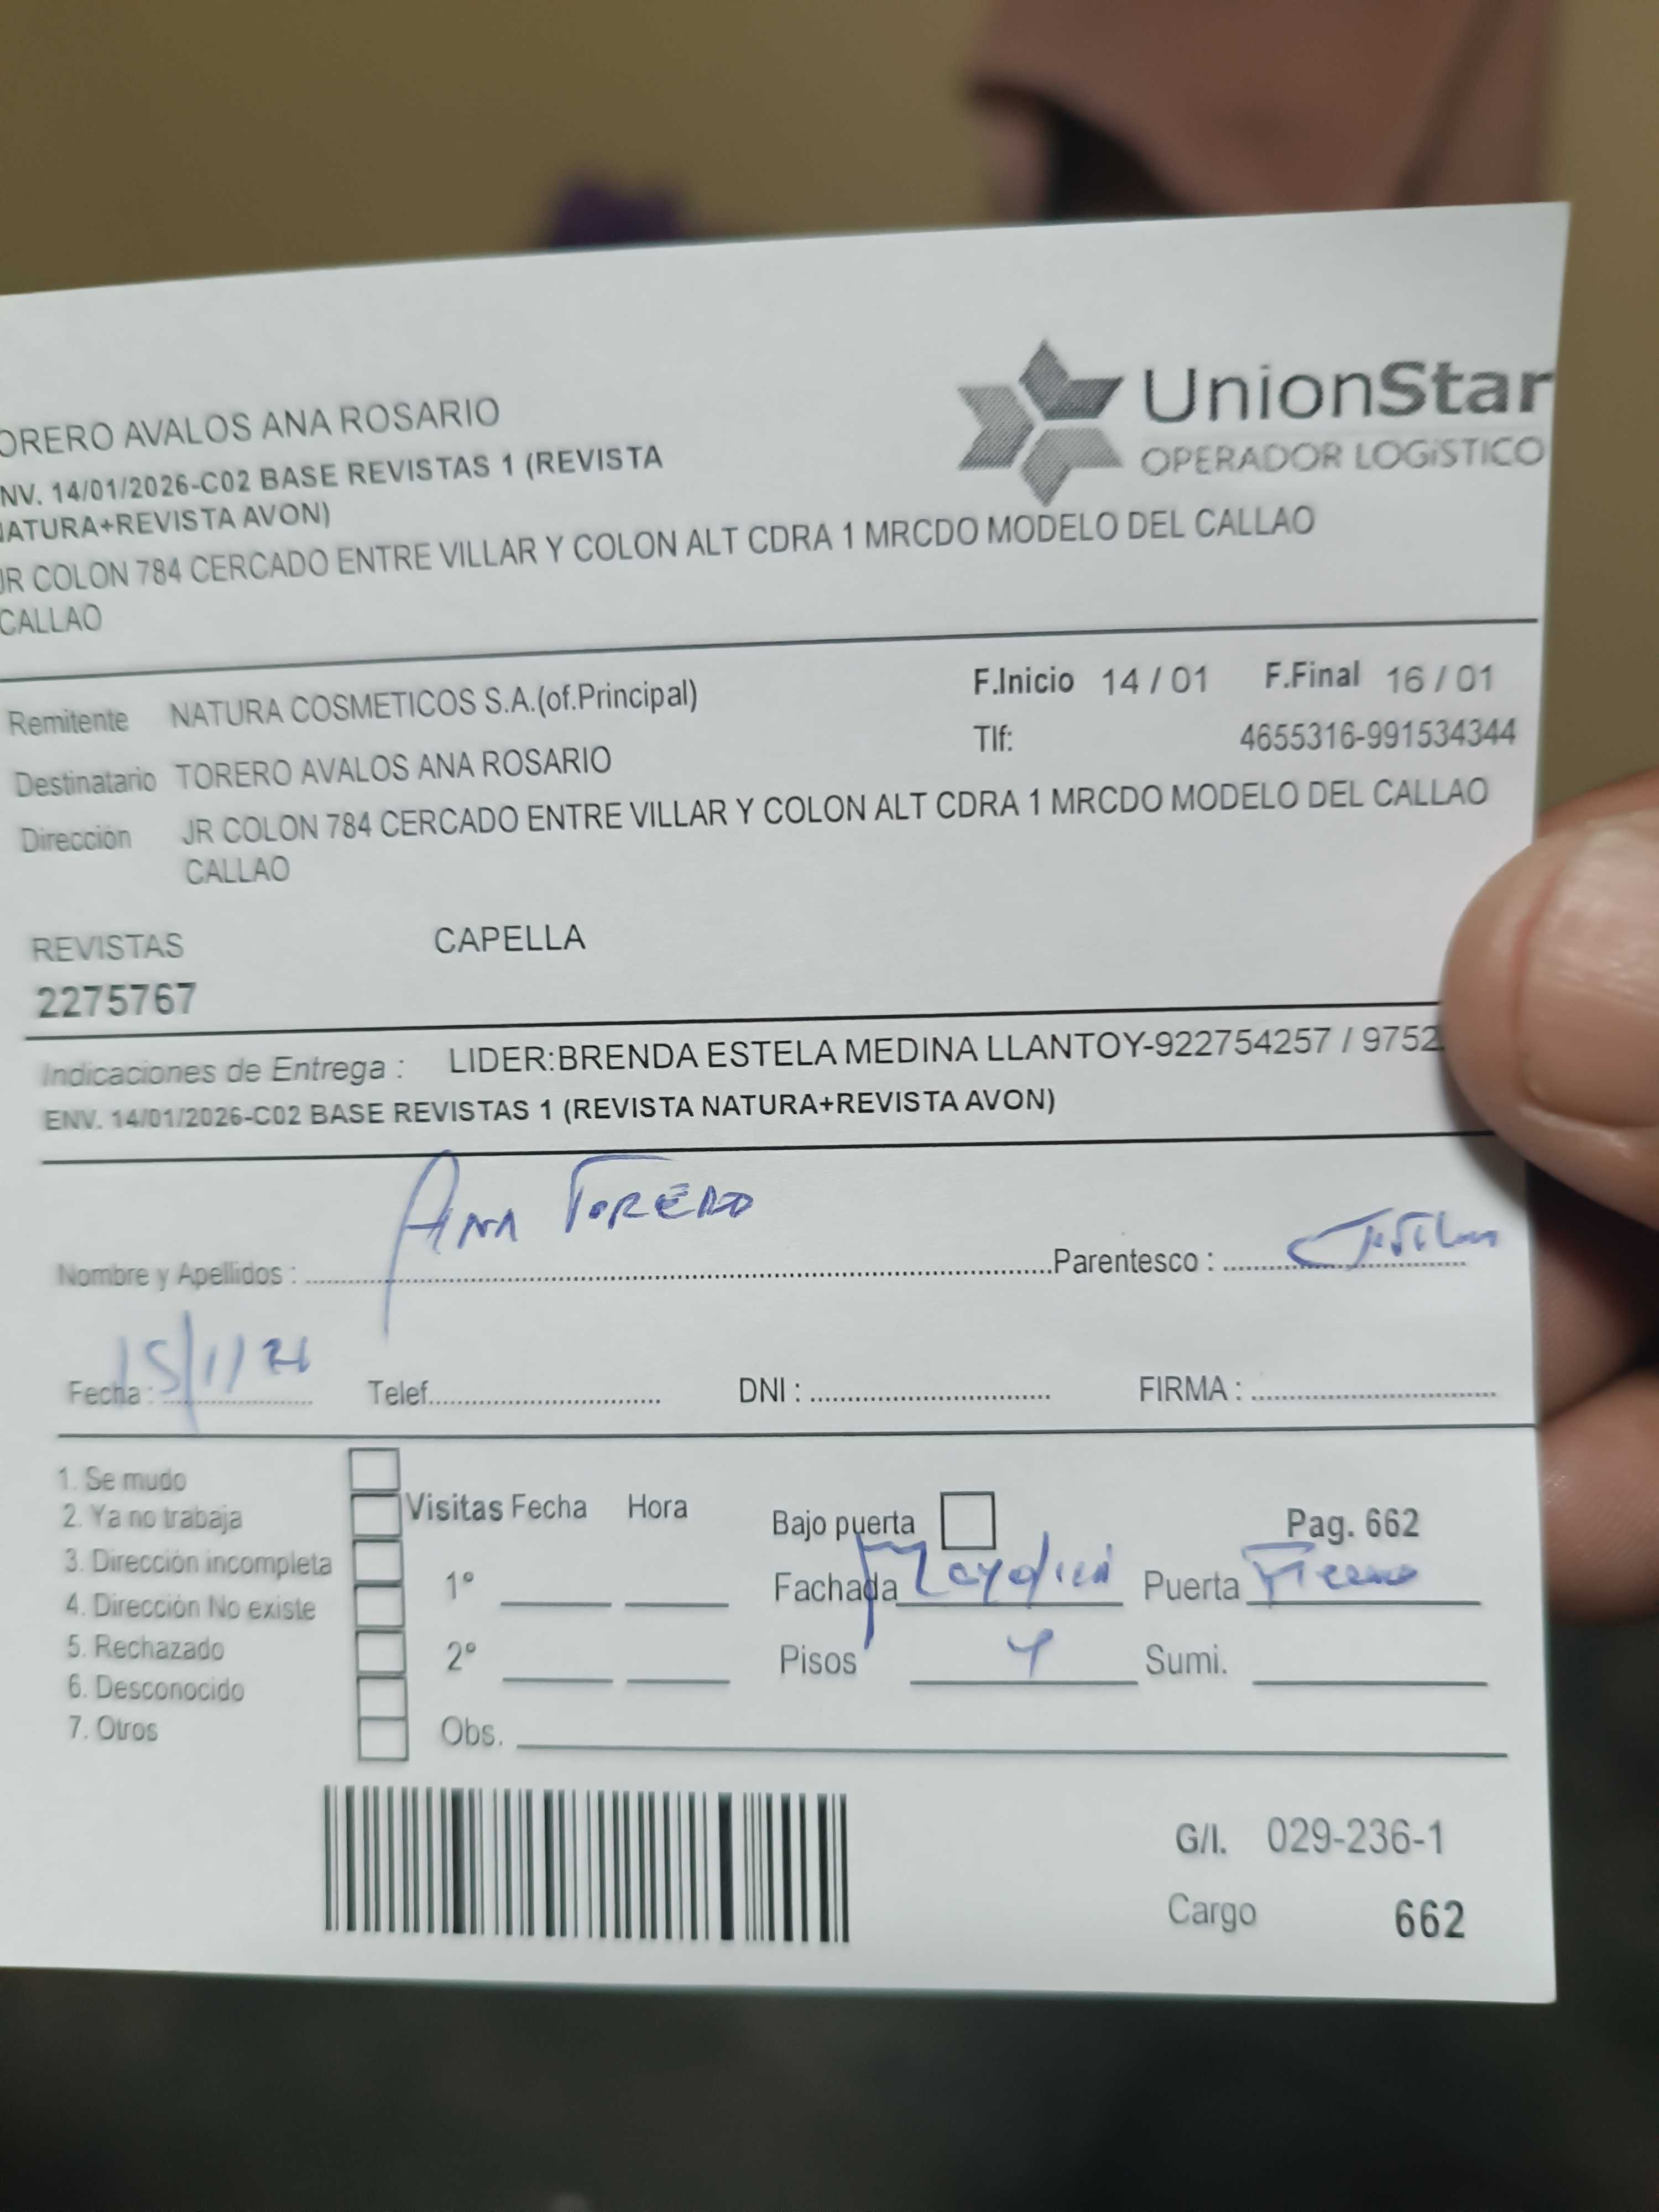 ORERO AVALOS ANA ROSARIO
NV. 14/01/2026-C02 BASE REVISTAS 1 (REVISTA
NATURA+REVISTA AVON)
JR COLON 784 CERCADO ENTRE VILLAR Y COLON ALT CDRA 1 MRCDO MODELO DEL CALLAO
CALLAO
UnionStar
OPERADOR LOGíSTICO
Remitente NATURA COSMETICOS S.A.(of.Principal) F.Inicio 14 / 01 F.Final 16 / 01
Destinatario TORERO AVALOS ANA ROSARIO Tlf: 4655316-991534344
Dirección JR COLON 784 CERCADO ENTRE VILLAR Y COLON ALT CDRA 1 MRCDO MODELO DEL CALLAO
CALLAO
REVISTAS CAPELLA
2275767
Indicaciones de Entrega : LIDER:BRENDA ESTELA MEDINA LLANTOY-922754257 / 9752
ENV. 14/01/2026-C02 BASE REVISTAS 1 (REVISTA NATURA+REVISTA AVON)
Nombre y Apellidos : ANA TORERO Parentesco :
Fecha : 15/1/26 Telef. DNI : FIRMA :
1. Se mudo
2. Ya no trabaja
3. Dirección incompleta
4. Dirección No existe
5. Rechazado
6. Desconocido
7. Otros
Visitas Fecha Hora
1°
2°
Obs.
Bajo puerta Pag. 662
Fachada Puerta
Pisos 4 Sumi.
G/I. 029-236-1
Cargo 662